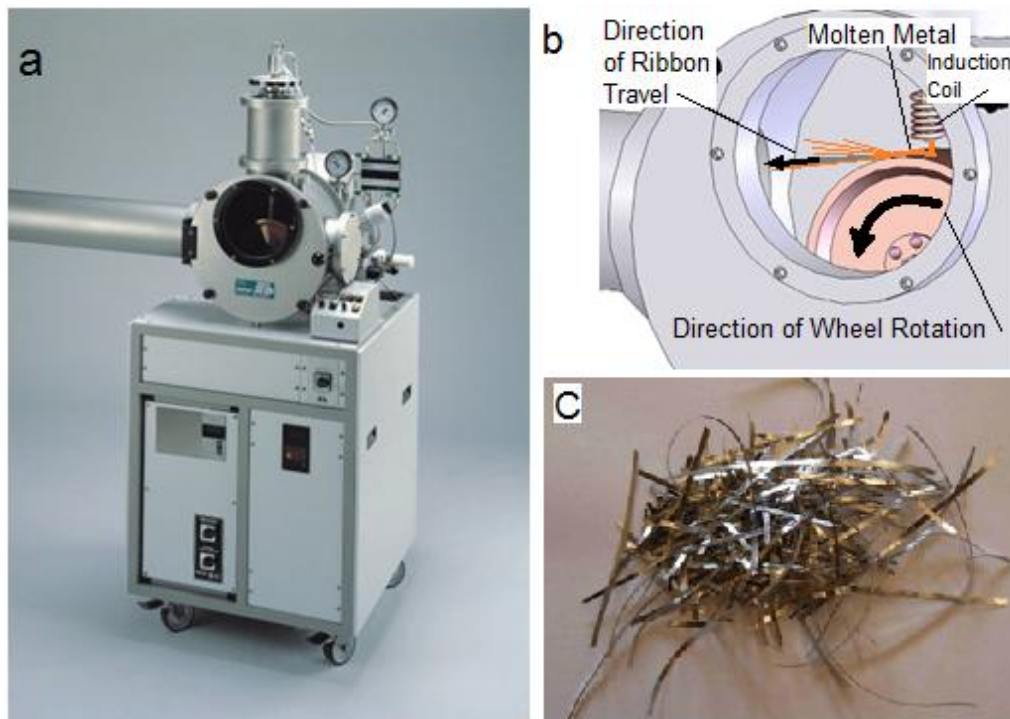 a
b
Direction
of Ribbon
Travel
Molten Metal
Induction
Coil
Direction of Wheel Rotation
C